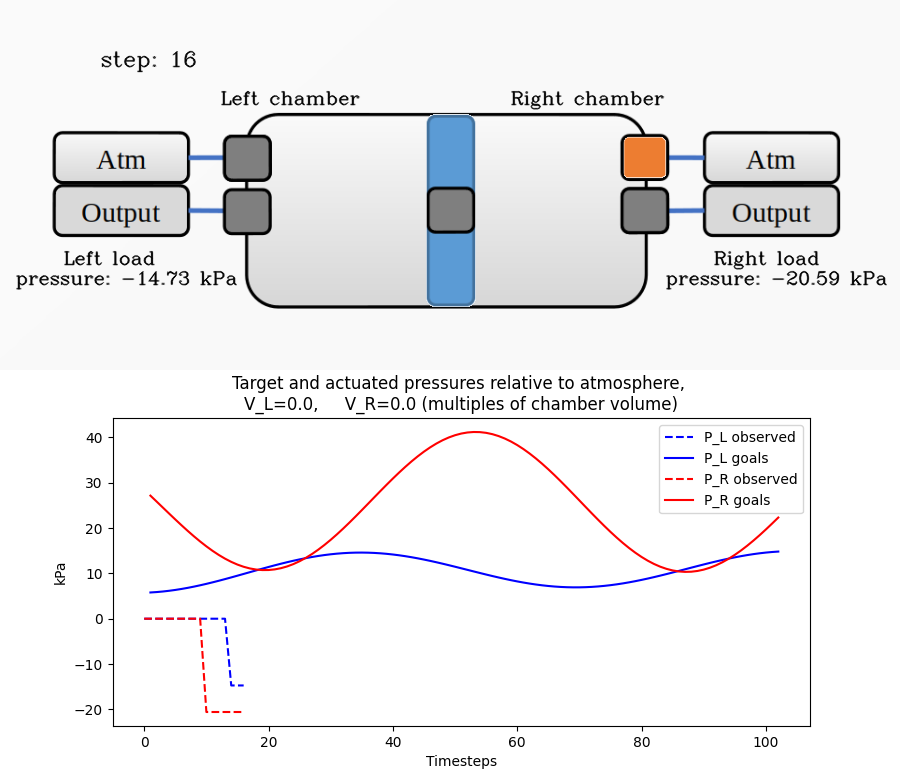 step: 16
Left chamber
Right chamber
Atm
Atm
Output
Output
Left load
pressure: −14.73 kPa
Right load
pressure: −20.59 kPa
Target and actuated pressures relative to atmosphere,
V_L=0.0, V_R=0.0 (multiples of chamber volume)
P_L observed
P_L goals
P_R observed
P_R goals
kPa
40
30
20
10
0
−10
−20
0
20
40
60
80
100
Timesteps